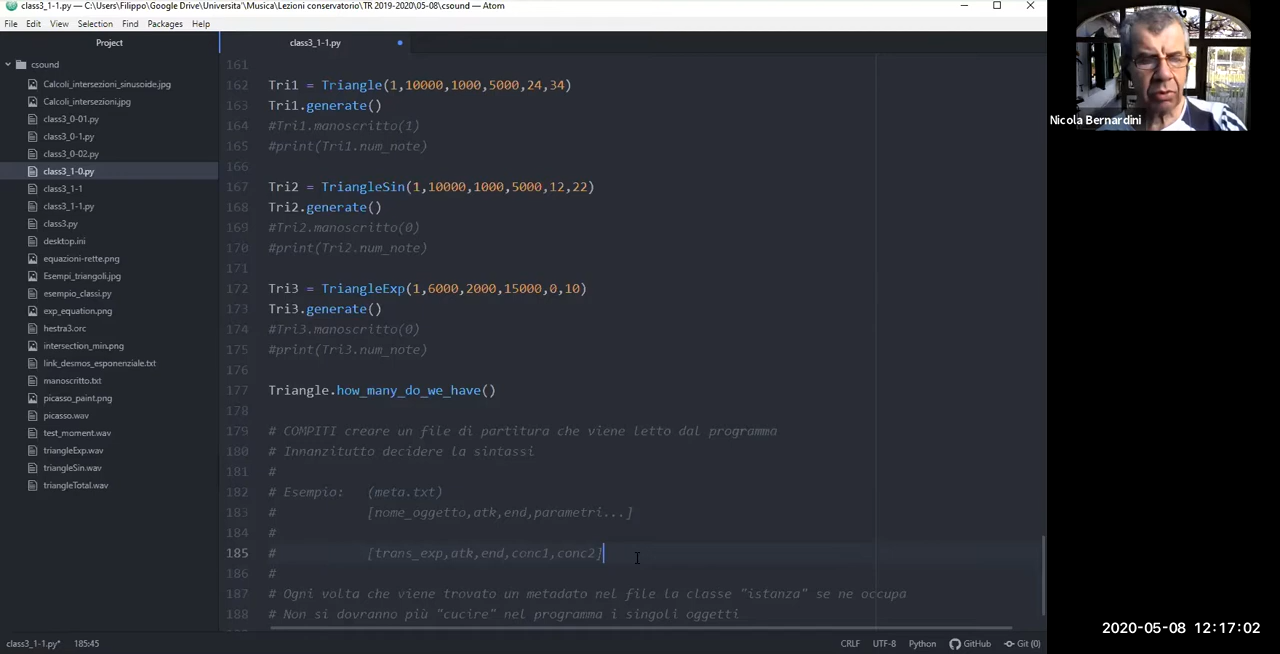 class3_1-1.py — C:\Users\Filippo\Google Drive\Universita'\Musica\Lezioni conservatorio\TR 2019-2020\05-08\csound — Atom
File Edit View Selection Find Packages Help
Project
class3_1-1.py
csound
Calcoli_intersezioni_sinusoide.jpg
Calcoli_intersezioni.jpg
class3_0-01.py
class3_0-1.py
class3_0-02.py
class3_1-0.py
class3_1-1
class3_1-1.py
class3.py
desktop.ini
equazioni-rette.png
Esempi_triangoli.jpg
esempio_classi.py
exp_equation.png
hestra3.orc
intersection_min.png
link_desmos_esponenziale.txt
manoscritto.txt
picasso_paint.png
picasso.wav
test_moment.wav
triangleExp.wav
triangleSin.wav
triangleTotal.wav
161
162 Tri1 = Triangle(1,10000,1000,5000,24,34)
163 Tri1.generate()
164 #Tri1.manoscritto(1)
165 #print(Tri1.num_note)
166
167 Tri2 = TriangleSin(1,10000,1000,5000,12,22)
168 Tri2.generate()
169 #Tri2.manoscritto(0)
170 #print(Tri2.num_note)
171
172 Tri3 = TriangleExp(1,6000,2000,15000,0,10)
173 Tri3.generate()
174 #Tri3.manoscritto(0)
175 #print(Tri3.num_note)
176
177 Triangle.how_many_do_we_have()
178
179 # COMPITI creare un file di partitura che viene letto dal programma
180 # Innanzitutto decidere la sintassi
181 #
182 # Esempio: (meta.txt)
183 # [nome_oggetto,atk,end,parametri...]
184 #
185 # [trans_exp,atk,end,conc1,conc2]
186 #
187 # Ogni volta che viene trovato un metadato nel file la classe "istanza" se ne occupa
188 # Non si dovranno più "cucire" nel programma i singoli oggetti
class3_1-1.py* 185:45
CRLF UTF-8 Python GitHub Git (0)
Nicola Bernardini
2020-05-08 12:17:02